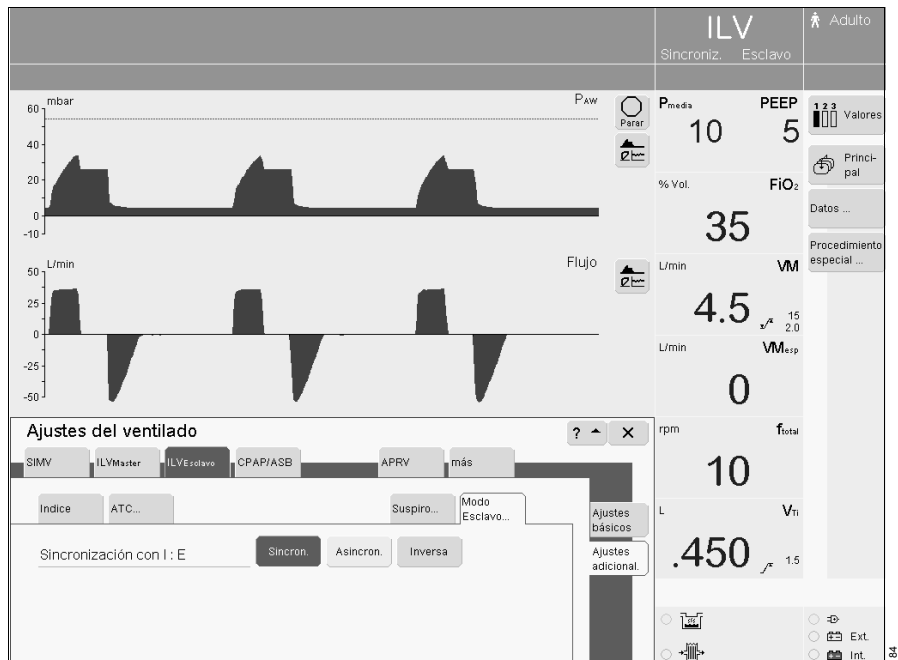 ILV
Sincroniz. Esclavo
Adulto
mbar
PAW
60
40
20
0
-10
Parar
Pmedia PEEP
10 5
1 2 3
Valores
Princi-
pal
Datos ...
Procedimiento
especial ...
% Vol. FiO2
35
L/min
Flujo
50
25
0
-25
-50
L/min VM
4.5
15
2.0
L/min VMesp
0
rpm ftotal
10
L VTi
.450
1.5
Ajustes del ventilado
?
SIMV ILVMaster ILVEsclavo CPAP/ASB APRV más
Indice ATC... Suspiro... Modo
Esclavo...
Ajustes
básicos
Sincronización con I : E Sincron. Asincron. Inversa
Ajustes
adicional.
Ext.
Int.
84